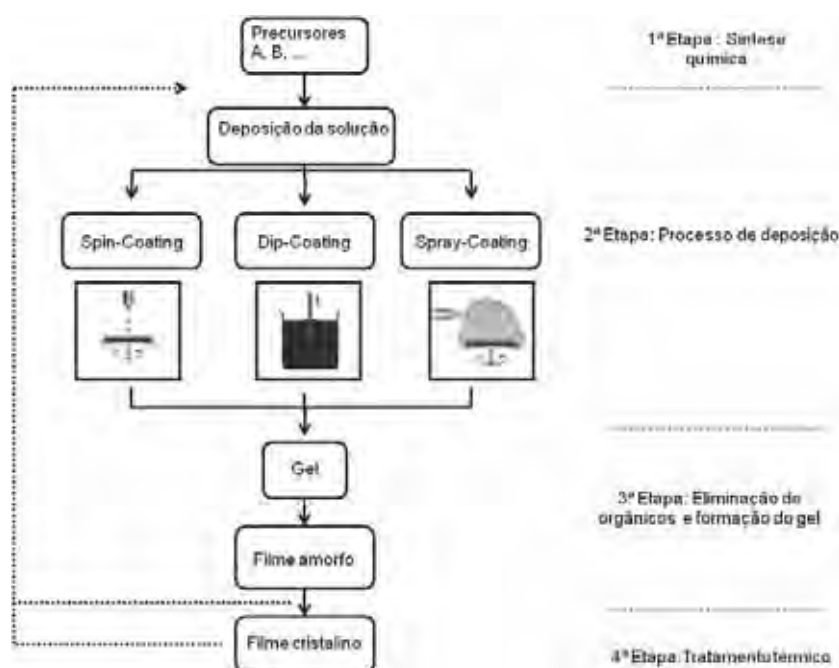 Precursores
A, B, ...
1ª Etapa : Síntese
química
Deposição da solução
Spin-Coating
Dip-Coating
Spray-Coating
2ª Etapa: Processo de deposição
Gel
3ª Etapa: Eliminação de
orgânicos e formação do gel
Filme amorfo
Filme cristalino
4ª Etapa: Tratamento térmico